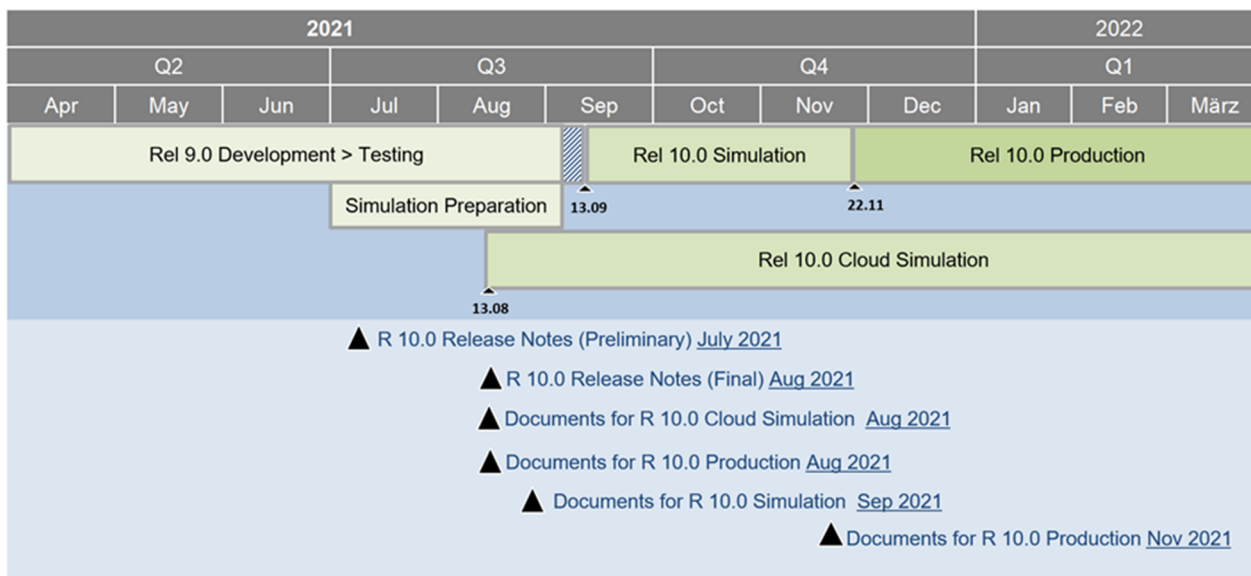 2021 2022
Q2 Q3 Q4 Q1
Apr May Jun Jul Aug Sep Oct Nov Dec Jan Feb März
Rel 9.0 Development > Testing Rel 10.0 Simulation Rel 10.0 Production
Simulation Preparation 13.09 22.11
Rel 10.0 Cloud Simulation
13.08
R 10.0 Release Notes (Preliminary) July 2021
R 10.0 Release Notes (Final) Aug 2021
Documents for R 10.0 Cloud Simulation Aug 2021
Documents for R 10.0 Production Aug 2021
Documents for R 10.0 Simulation Sep 2021
Documents for R 10.0 Production Nov 2021